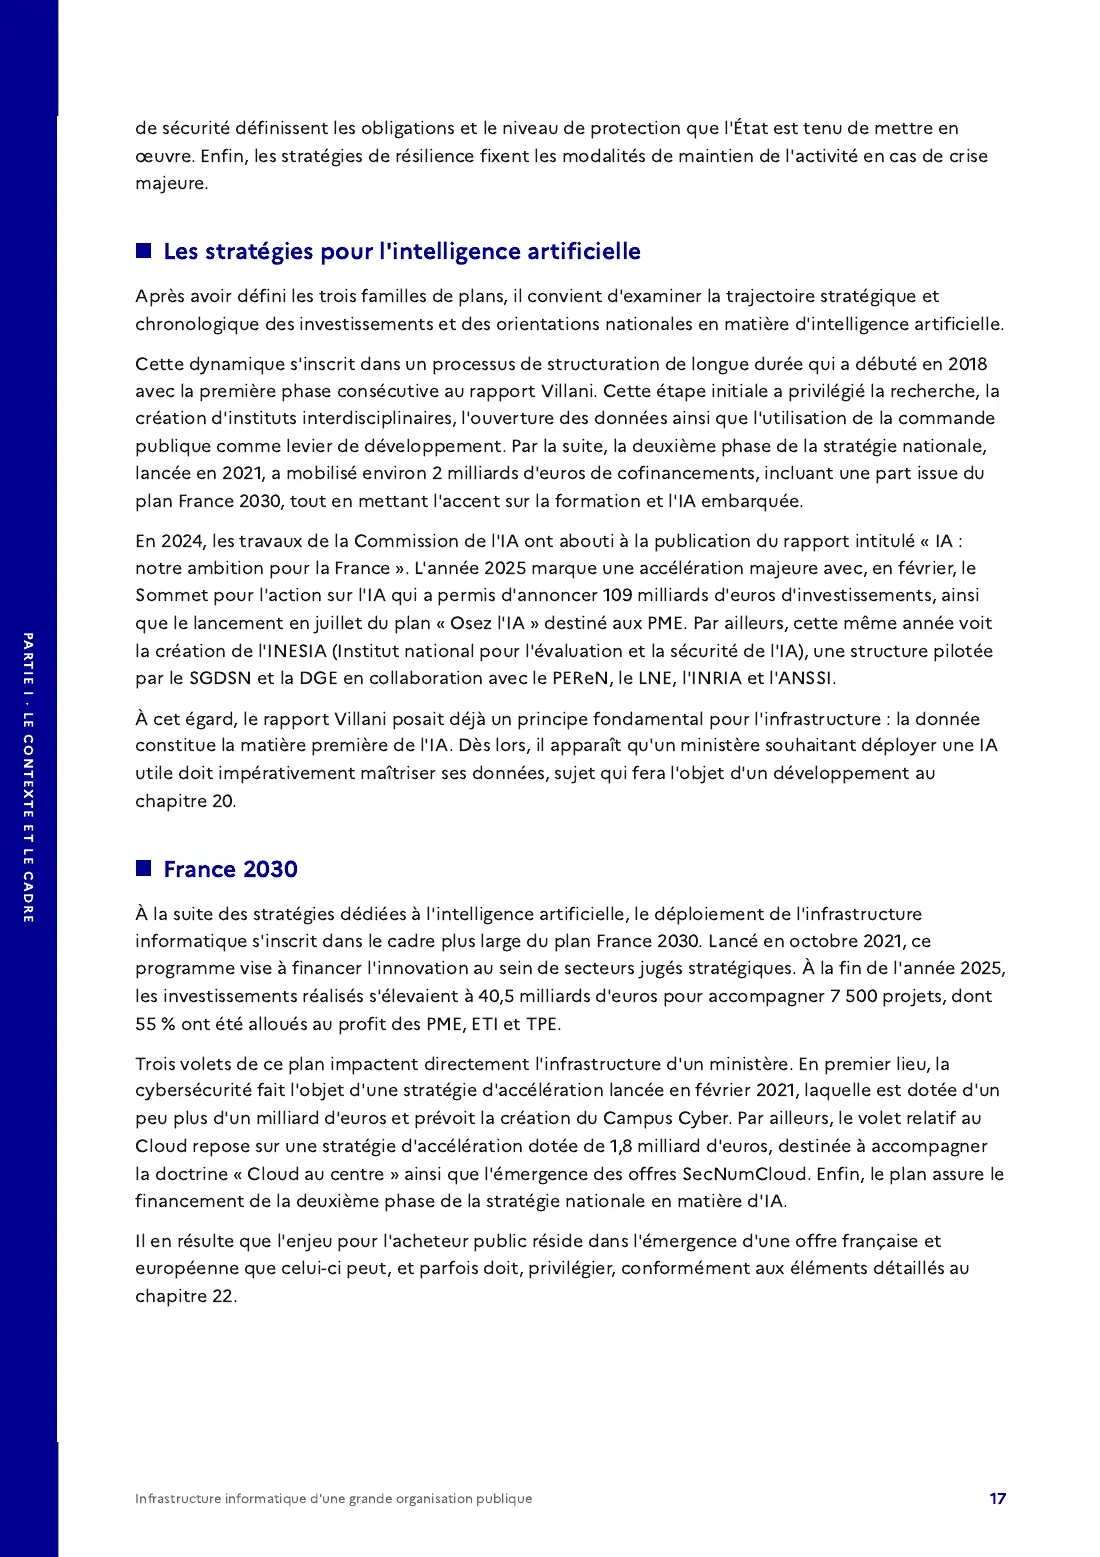 de sécurité définissent les obligations et le niveau de protection que l'État est tenu de mettre en
œuvre. Enfin, les stratégies de résilience fixent les modalités de maintien de l'activité en cas de crise
majeure.
Les stratégies pour l'intelligence artificielle
Après avoir défini les trois familles de plans, il convient d'examiner la trajectoire stratégique et
chronologique des investissements et des orientations nationales en matière d'intelligence artificielle.
Cette dynamique s'inscrit dans un processus de structuration de longue durée qui a débuté en 2018
avec la première phase consécutive au rapport Villani. Cette étape initiale a privilégié la recherche, la
création d'instituts interdisciplinaires, l'ouverture des données ainsi que l'utilisation de la commande
publique comme levier de développement. Par la suite, la deuxième phase de la stratégie nationale,
lancée en 2021, a mobilisé environ 2 milliards d'euros de cofinancements, incluant une part issue du
plan France 2030, tout en mettant l'accent sur la formation et l'IA embarquée.
En 2024, les travaux de la Commission de l'IA ont abouti à la publication du rapport intitulé « IA :
notre ambition pour la France ». L'année 2025 marque une accélération majeure avec, en février, le
Sommet pour l'action sur l'IA qui a permis d'annoncer 109 milliards d'euros d'investissements, ainsi
que le lancement en juillet du plan « Osez l'IA » destiné aux PME. Par ailleurs, cette même année voit
la création de l'INESIA (Institut national pour l'évaluation et la sécurité de l'IA), une structure pilotée
par le SGDSN et la DGE en collaboration avec le PEReN, le LNE, l'INRIA et l'ANSSI.
À cet égard, le rapport Villani posait déjà un principe fondamental pour l'infrastructure : la donnée
constitue la matière première de l'IA. Dès lors, il apparaît qu'un ministère souhaitant déployer une IA
utile doit impérativement maîtriser ses données, sujet qui fera l'objet d'un développement au
chapitre 20.
France 2030
À la suite des stratégies dédiées à l'intelligence artificielle, le déploiement de l'infrastructure
informatique s'inscrit dans le cadre plus large du plan France 2030. Lancé en octobre 2021, ce
programme vise à financer l'innovation au sein de secteurs jugés stratégiques. À la fin de l'année 2025,
les investissements réalisés s'élevaient à 40,5 milliards d'euros pour accompagner 7 500 projets, dont
55 % ont été alloués au profit des PME, ETI et TPE.
Trois volets de ce plan impactent directement l'infrastructure d'un ministère. En premier lieu, la
cybersécurité fait l'objet d'une stratégie d'accélération lancée en février 2021, laquelle est dotée d'un
peu plus d'un milliard d'euros et prévoit la création du Campus Cyber. Par ailleurs, le volet relatif au
Cloud repose sur une stratégie d'accélération dotée de 1,8 milliard d'euros, destinée à accompagner
la doctrine « Cloud au centre » ainsi que l'émergence des offres SecNumCloud. Enfin, le plan assure le
financement de la deuxième phase de la stratégie nationale en matière d'IA.
Il en résulte que l'enjeu pour l'acheteur public réside dans l'émergence d'une offre française et
européenne que celui-ci peut, et parfois doit, privilégier, conformément aux éléments détaillés au
chapitre 22.
PARTIE I · LE CONTEXTE ET LE CADRE
Infrastructure informatique d'une grande organisation publique
17